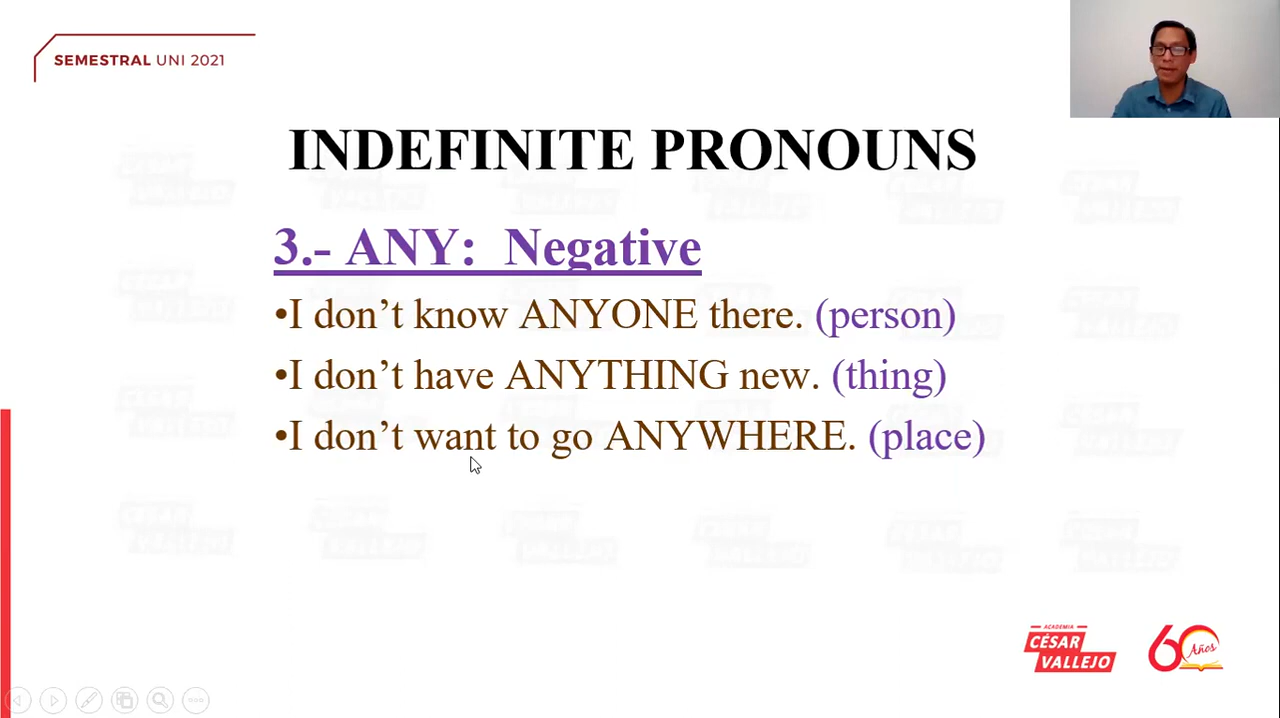 SEMESTRAL UNI 2021
INDEFINITE PRONOUNS
3.- ANY: Negative
•I don’t know ANYONE there. (person)
•I don’t have ANYTHING new. (thing)
•I don’t want to go ANYWHERE. (place)
ACADEMIA
CÉSAR
VALLEJO
60 Años